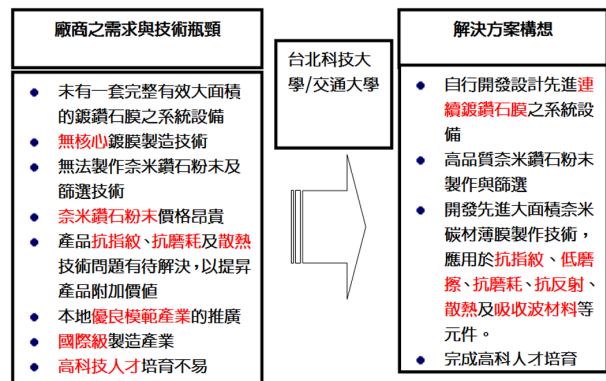 廠商之需求與技術瓶頸
未有一套完整有效大面積
的鍍鑽石膜之系統設備
無核心鍍膜製造技術
無法製作奈米鑽石粉末及
篩選技術
奈米鑽石粉末價格昂貴
產品抗指紋、抗磨耗及散熱
技術問題有待解決，以提昇
產品附加價值
本地優良模範產業的推廣
國際級製造產業
高科技人才培育不易
台北科技大
學/交通大學
解決方案構想
自行開發設計先進連
續鍍鑽石膜之系統設
備
高品質奈米鑽石粉末
製作與篩選
開發先進大面積奈米
碳材薄膜製作技術，
應用於抗指紋、低磨
擦、抗磨耗、抗反射、
散熱及吸收波材料等
元件。
完成高科人才培育